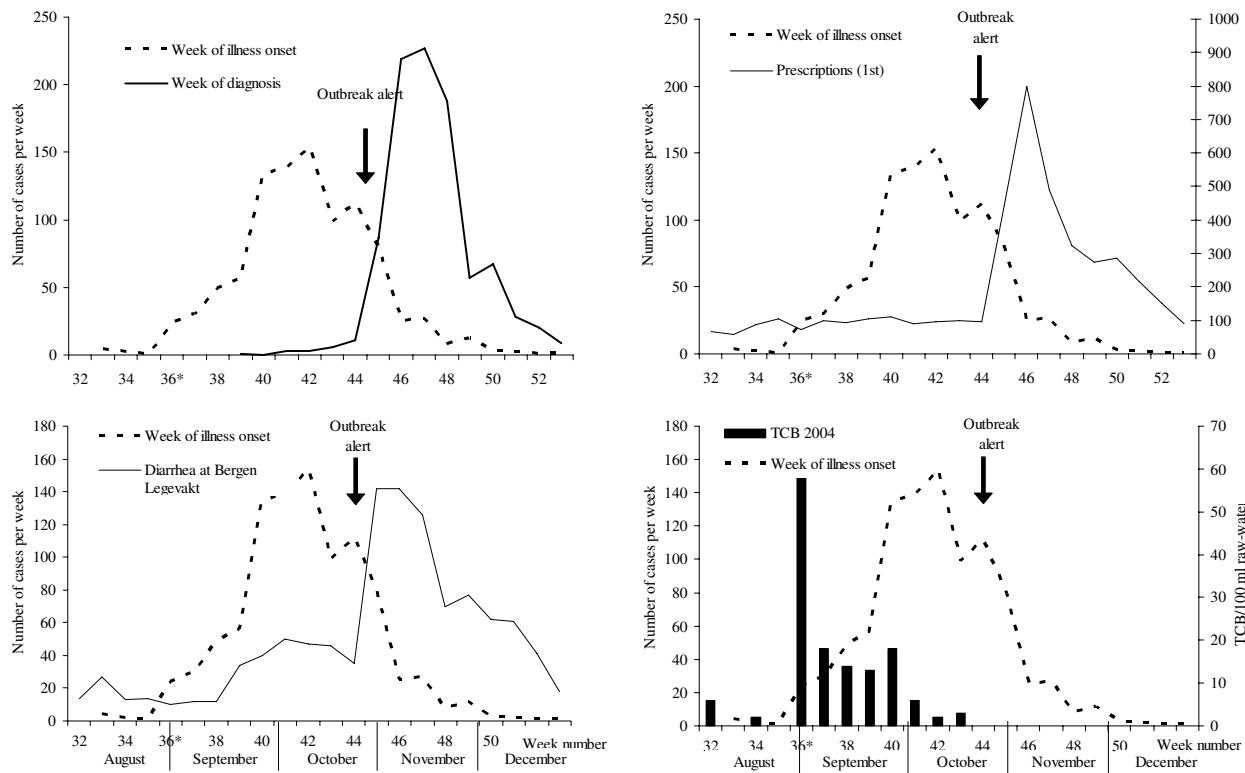 250
200
150
100
50
0
Number of cases per week
Week of illness onset
Week of diagnosis
Outbreak alert
32 34 36* 38 40 42 44 46 48 50 52
250
200
150
100
50
0
Number of cases per week
Week of illness onset
Prescriptions (1st)
Outbreak
alert
1000
900
800
700
600
500
400
300
200
100
0
32 34 36* 38 40 42 44 46 48 50 52
180
160
140
120
100
80
60
40
20
0
Number of cases per week
Week of illness onset
Diarrhea at Bergen
Legevakt
Outbreak
alert
32 34 36* 38 40 42 44 46 48 50 Week number
August September October November December
180
160
140
120
100
80
60
40
20
0
Number of cases per week
TCB 2004
Week of illness onset
Outbreak
alert
70
60
50
40
30
20
10
0
TCB/100 ml raw-water
32 34 36* 38 40 42 44 46 48 50 Week number
August September October November December